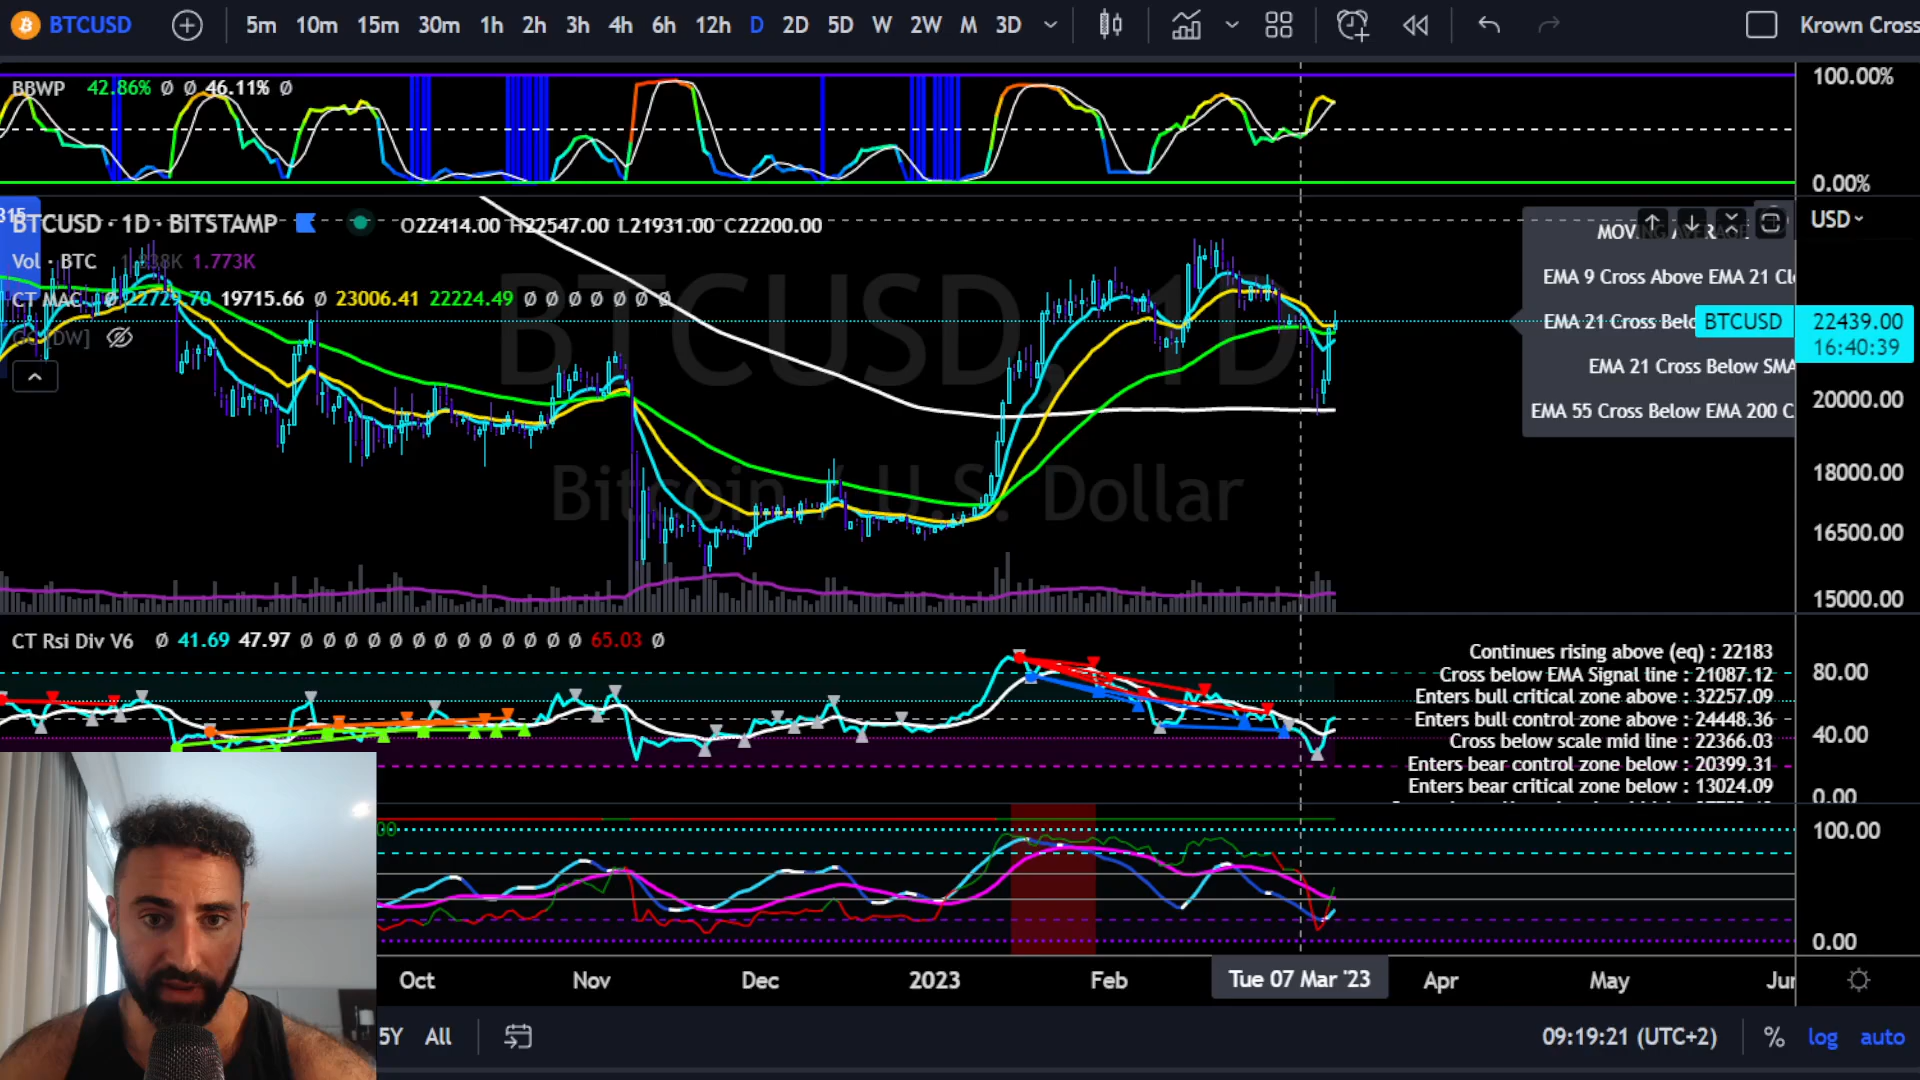 BTCUSD 5m 10m 15m 30m 1h 2h 3h 4h 6h 12h D 2D 5D W 2W M 3D Krown Cross
BBWP 42.86% Ø Ø 46.11% Ø
100.00%
0.00%
BTCUSD · 1D · BITSTAMP O22414.00 H22547.00 L21931.00 C22200.00
USD
Vol · BTC 1.773K
CT MAC Ø 22729.70 19715.66 Ø 23006.41 22224.49 Ø Ø Ø Ø Ø Ø Ø
BTCUSD, 1D
Bitcoin / U.S. Dollar
EMA 9 Cross Above EMA 21 Cl
EMA 21 Cross Belo
BTCUSD 22439.00
16:40:39
EMA 21 Cross Below SMA
EMA 55 Cross Below EMA 200 C
20000.00
18000.00
16500.00
15000.00
CT Rsi Div V6 Ø 41.69 47.97 Ø Ø Ø Ø Ø Ø Ø Ø Ø Ø Ø Ø Ø 65.03 Ø
Continues rising above (eq) : 22183
Cross below EMA Signal line : 21087.12
Enters bull critical zone above : 32257.09
Enters bull control zone above : 24448.36
Cross below scale mid line : 22366.03
Enters bear control zone below : 20399.31
Enters bear critical zone below : 13024.09
80.00
40.00
0.00
100.00
0.00
Oct Nov Dec 2023 Feb Tue 07 Mar '23 Apr May Jun
5Y All 09:19:21 (UTC+2) % log auto